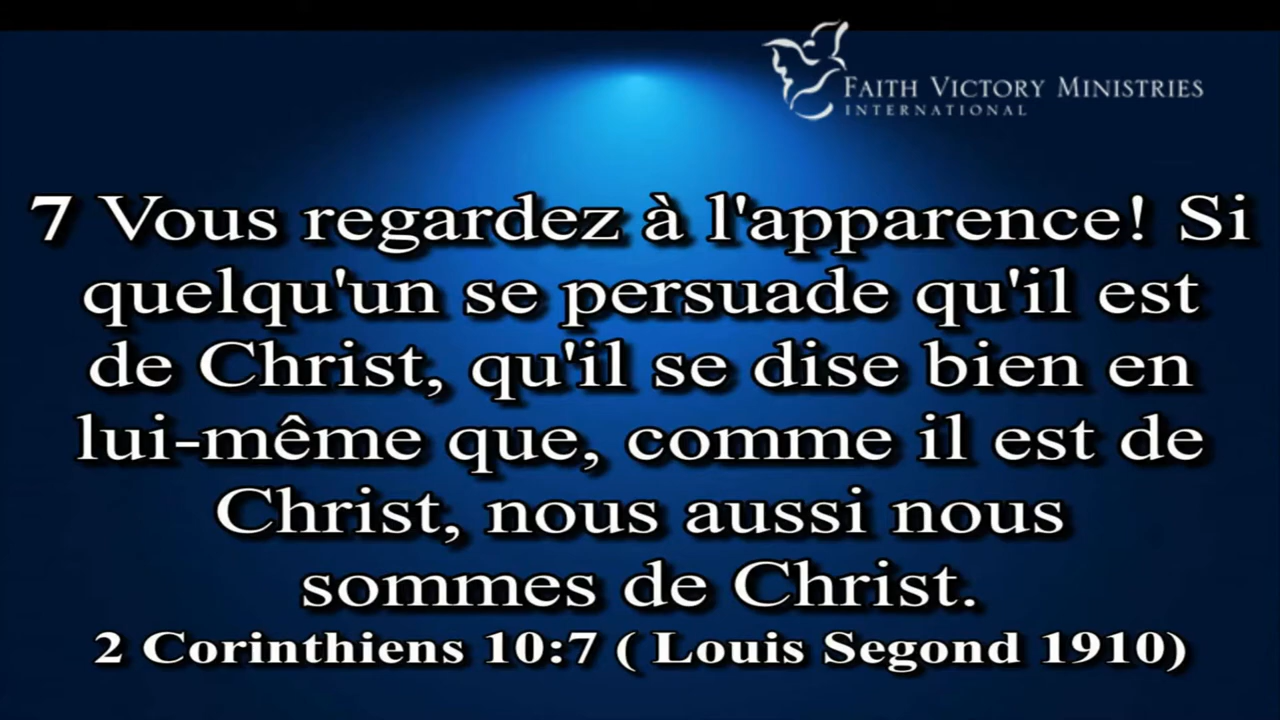 FAITH VICTORY MINISTRIES
INTERNATIONAL
7 Vous regardez à l'apparence! Si
quelqu'un se persuade qu'il est
de Christ, qu'il se dise bien en
lui-même que, comme il est de
Christ, nous aussi nous
sommes de Christ.
2 Corinthiens 10:7 ( Louis Segond 1910)